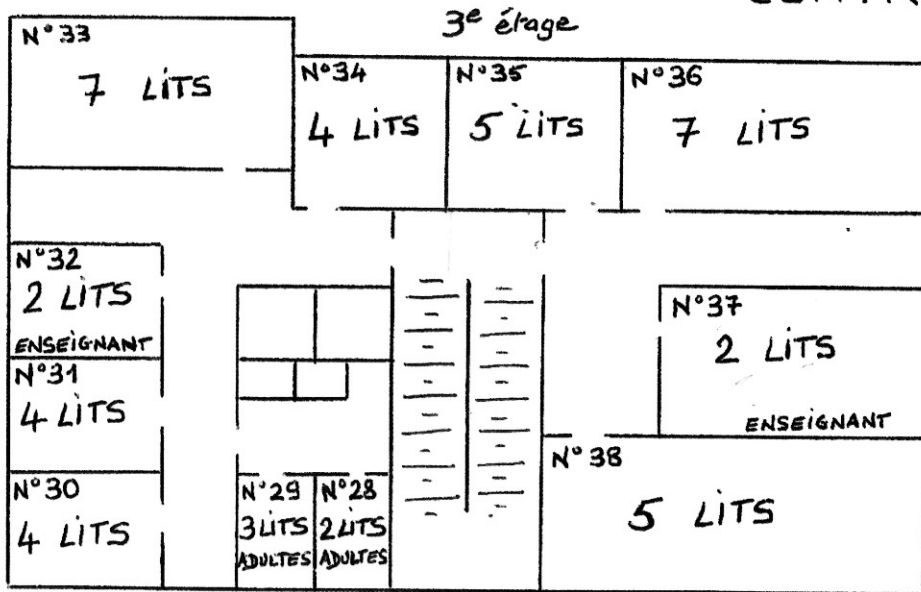 3e étage
N°33
7 LiTS
N°34
4 LiTS
N°35
5 LiTS
N°36
7 LiTS
N°32
2 LiTS
ENSEiGNANT
N°31
4 LiTS
N°30
4 LiTS
N°29
3 LiTS
ADULTES
N°28
2 LiTS
ADULTES
N°37
2 LiTS
ENSEiGNANT
N°38
5 LiTS